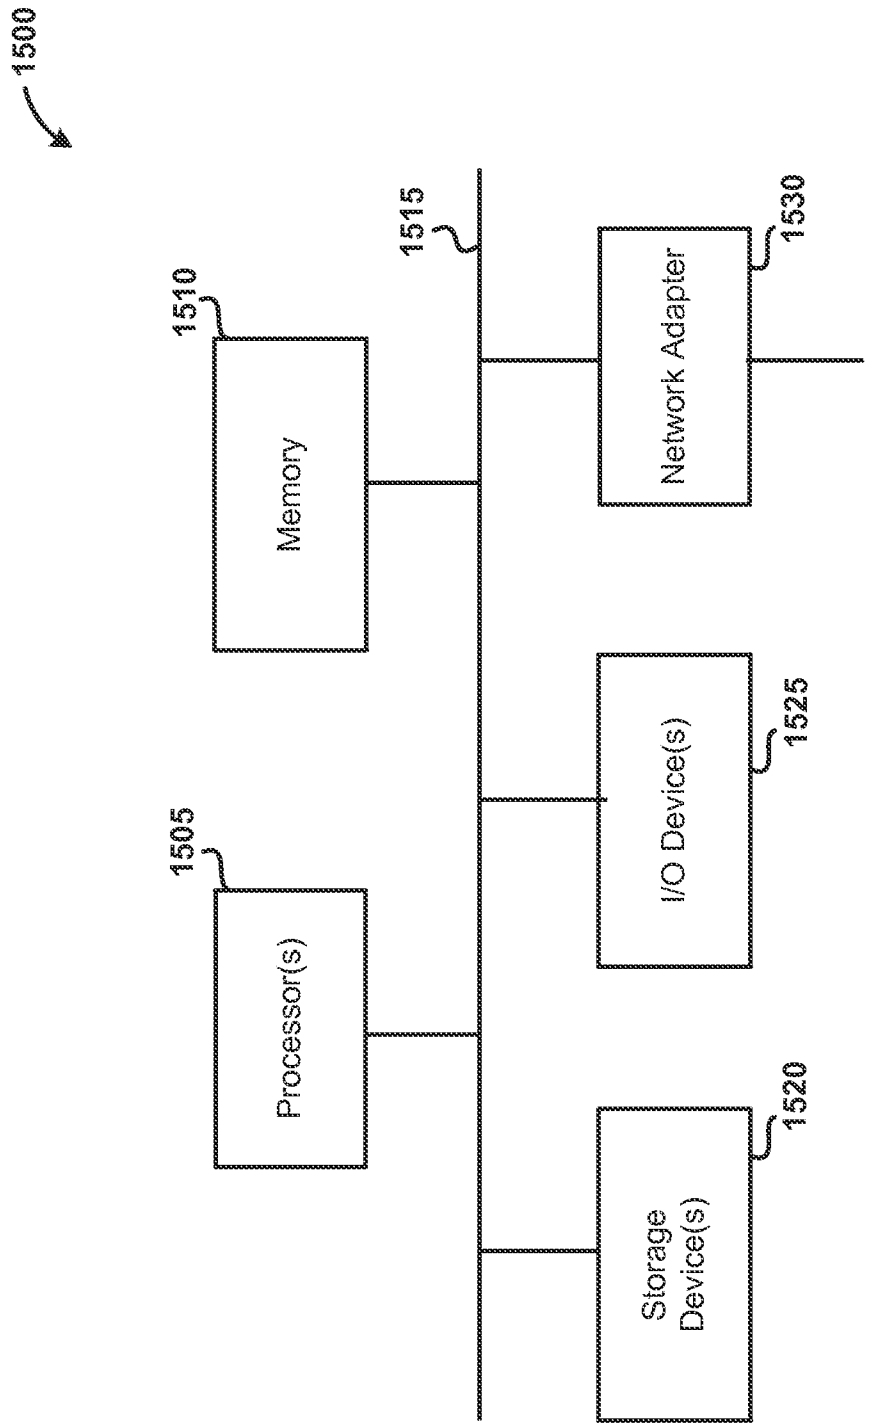 1500
1505
Processor(s)
1510
Memory
1515
Storage
Device(s)
1520
I/O Device(s)
1525
Network Adapter
1530